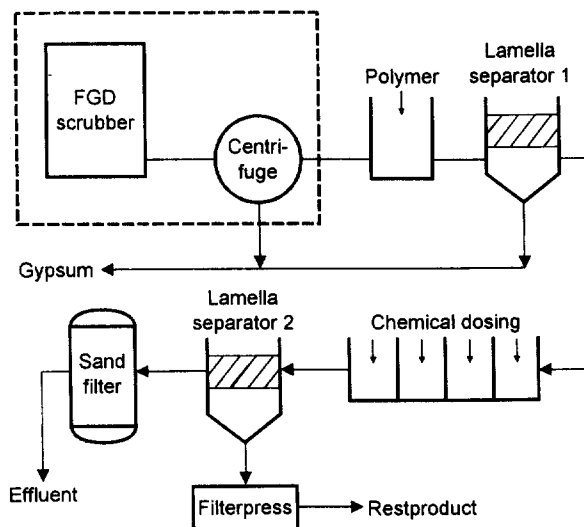 FGD
scrubber
Centri-
fuge
Polymer
Lamella
separator 1
Gypsum
Lamella
separator 2
Chemical dosing
Sand
filter
Effluent
Filterpress
Restproduct